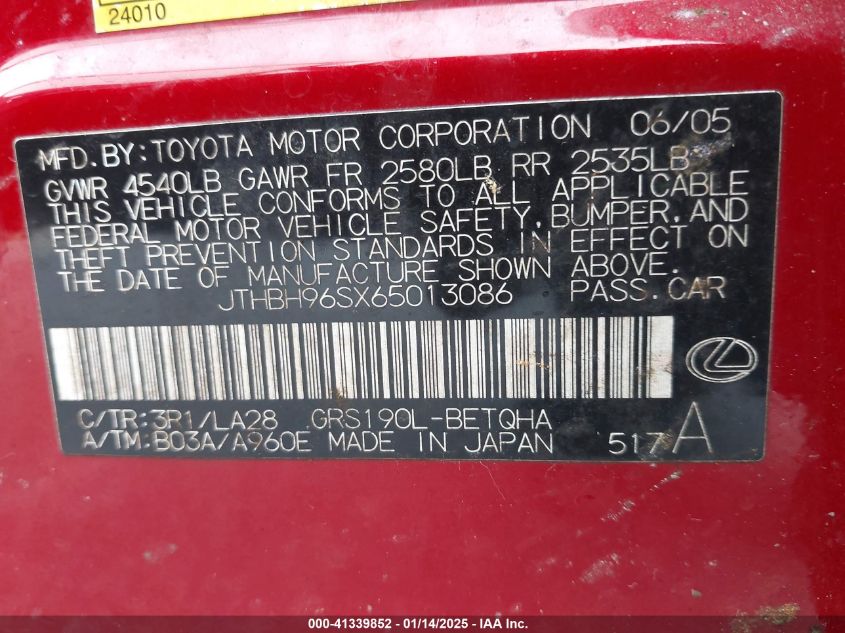 24010
MFD. BY: TOYOTA MOTOR CORPORATION 06/05
GVWR 4540LB GAWR FR 2580LB RR 2535LB
THIS VEHICLE CONFORMS TO ALL APPLICABLE
FEDERAL MOTOR VEHICLE SAFETY, BUMPER, AND
THEFT PREVENTION STANDARDS IN EFFECT ON
THE DATE OF MANUFACTURE SHOWN ABOVE.
JTHBH96SX65013086 PASS. CAR
C/TR: 3R1/LA28 GRS190L-BETQHA
A/TM: B03A/A960E MADE IN JAPAN 517 A
000-41339852 - 01/14/2025 - IAA Inc.